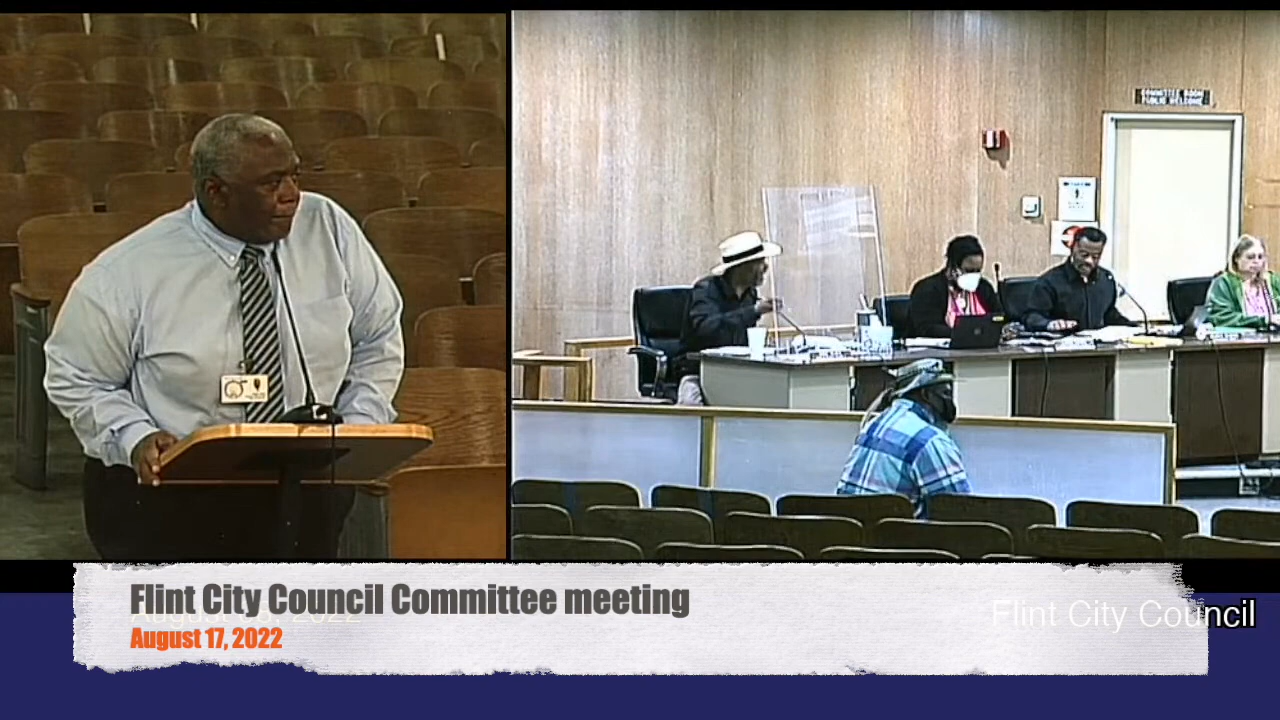 COMMITTEE ROOM
PUBLIC WELCOME
Flint City Council Committee meeting
August 17, 2022
Flint City Council